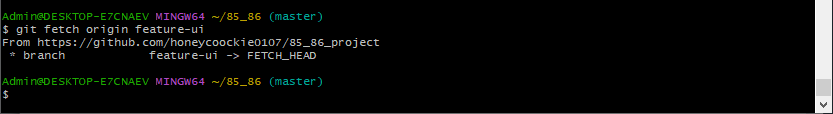 Admin@DESKTOP-E7CNAEV MINGW64 ~/85_86 (master)
$ git fetch origin feature-ui
From https://github.com/honeycoockie0107/85_86_project
 * branch            feature-ui -> FETCH_HEAD
Admin@DESKTOP-E7CNAEV MINGW64 ~/85_86 (master)
$